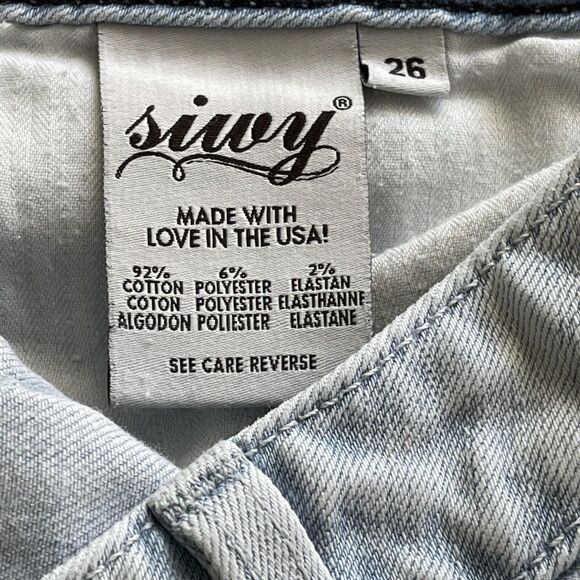 siwy®
26
MADE WITH
LOVE IN THE USA!
92% 6% 2%
COTTON POLYESTER ELASTAN
COTON POLYESTER ELASTHANNE
ALGODON POLIESTER ELASTANE
SEE CARE REVERSE